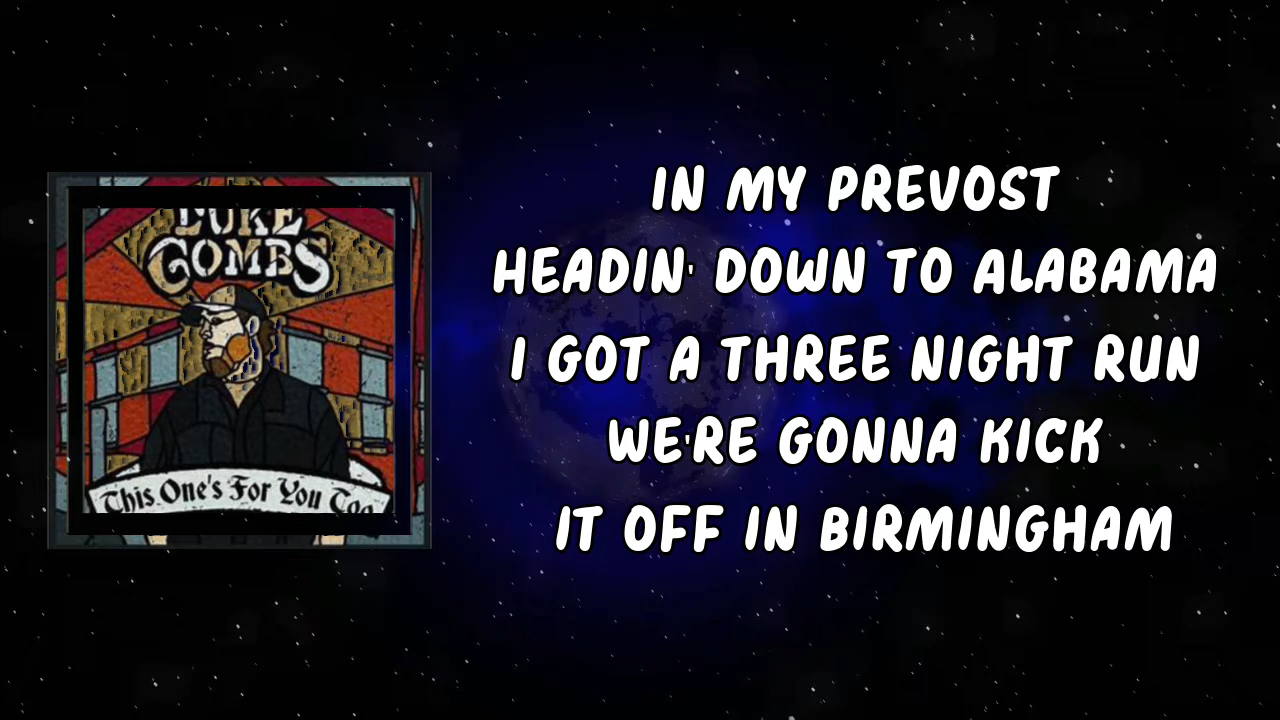 LUKE
COMBS
This One's For You Too
IN MY PREVOST
HEADIN' DOWN TO ALABAMA
I GOT A THREE NIGHT RUN
WE'RE GONNA KICK
IT OFF IN BIRMINGHAM